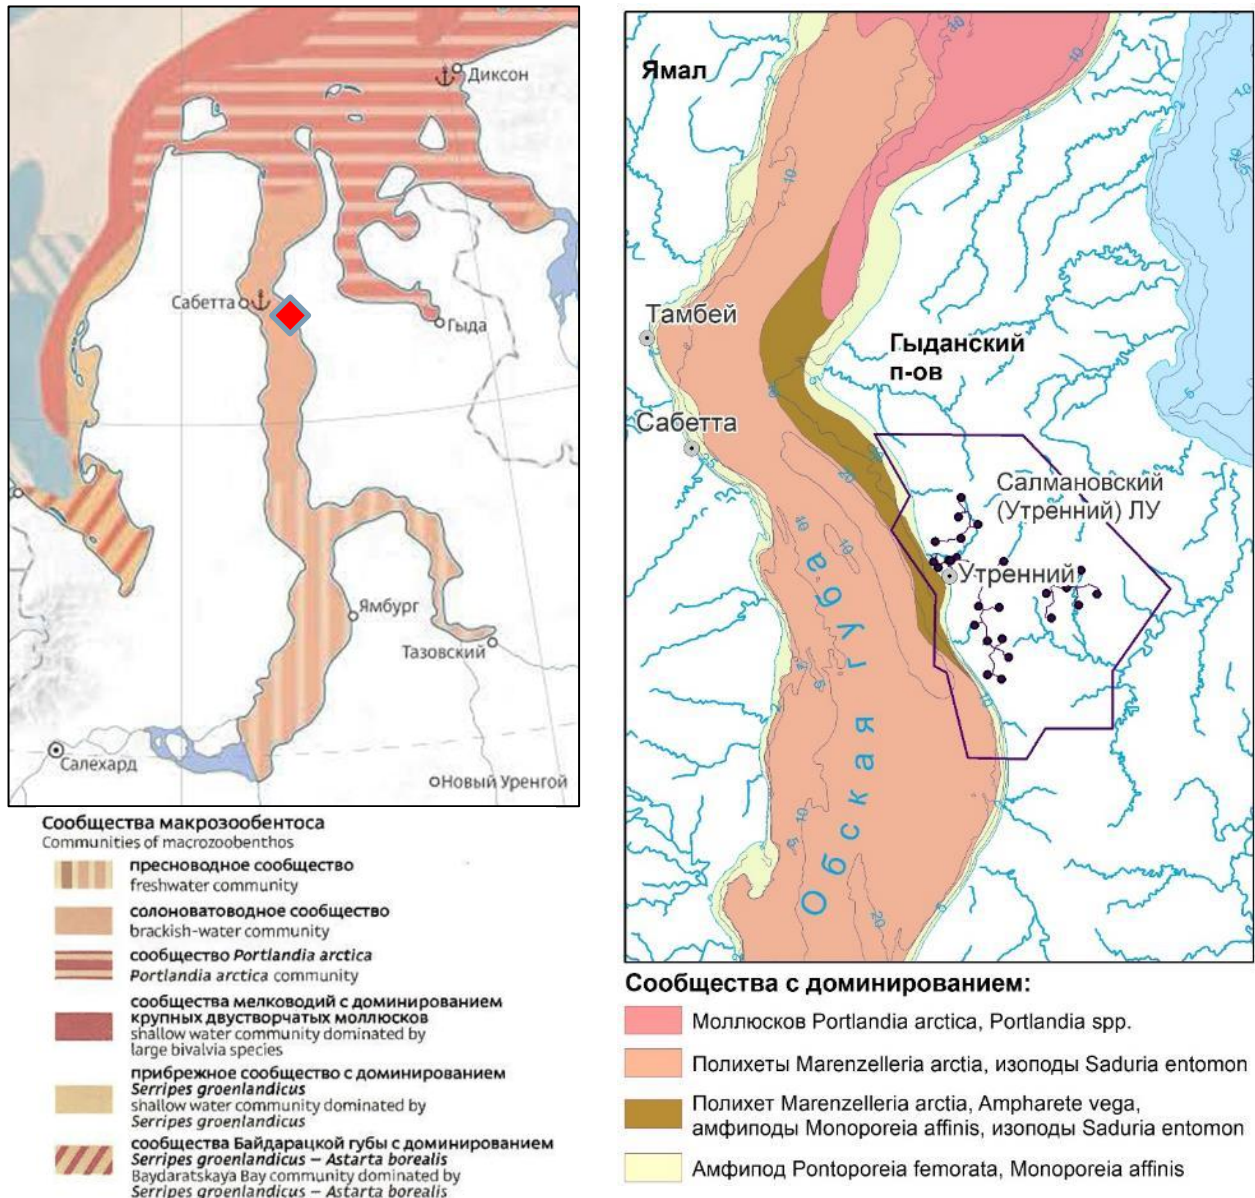 Диксон
Сабетта
Гыда
Ямбург
Тазовский
Салехард
Новый Уренгой
Сообщества макрозообентоса
Communities of macrozoobenthos
пресноводное сообщество
freshwater community
солоноватоводное сообщество
brackish-water community
сообщество Portlandia arctica
Portlandia arctica community
сообщества мелководий с доминированием
крупных двустворчатых моллюсков
shallow water community dominated by
large bivalvia species
прибрежное сообщество с доминированием
Serripes groenlandicus
shallow water community dominated by
Serripes groenlandicus
сообщества Байдарацкой губы с доминированием
Serripes groenlandicus – Astarta borealis
Baydaratskaya Bay community dominated by
Serripes groenlandicus – Astarta borealis
Ямал
Тамбей
Гыданский
п-ов
Сабетта
Салмановский
(Утренний) ЛУ
Утренний
Обская губа
Сообщества с доминированием:
Моллюсков Portlandia arctica, Portlandia spp.
Полихеты Marenzelleria arctia, изоподы Saduria entomon
Полихет Marenzelleria arctia, Ampharete vega,
амфиподы Monoporeia affinis, изоподы Saduria entomon
Амфипод Pontoporeia femorata, Monoporeia affinis